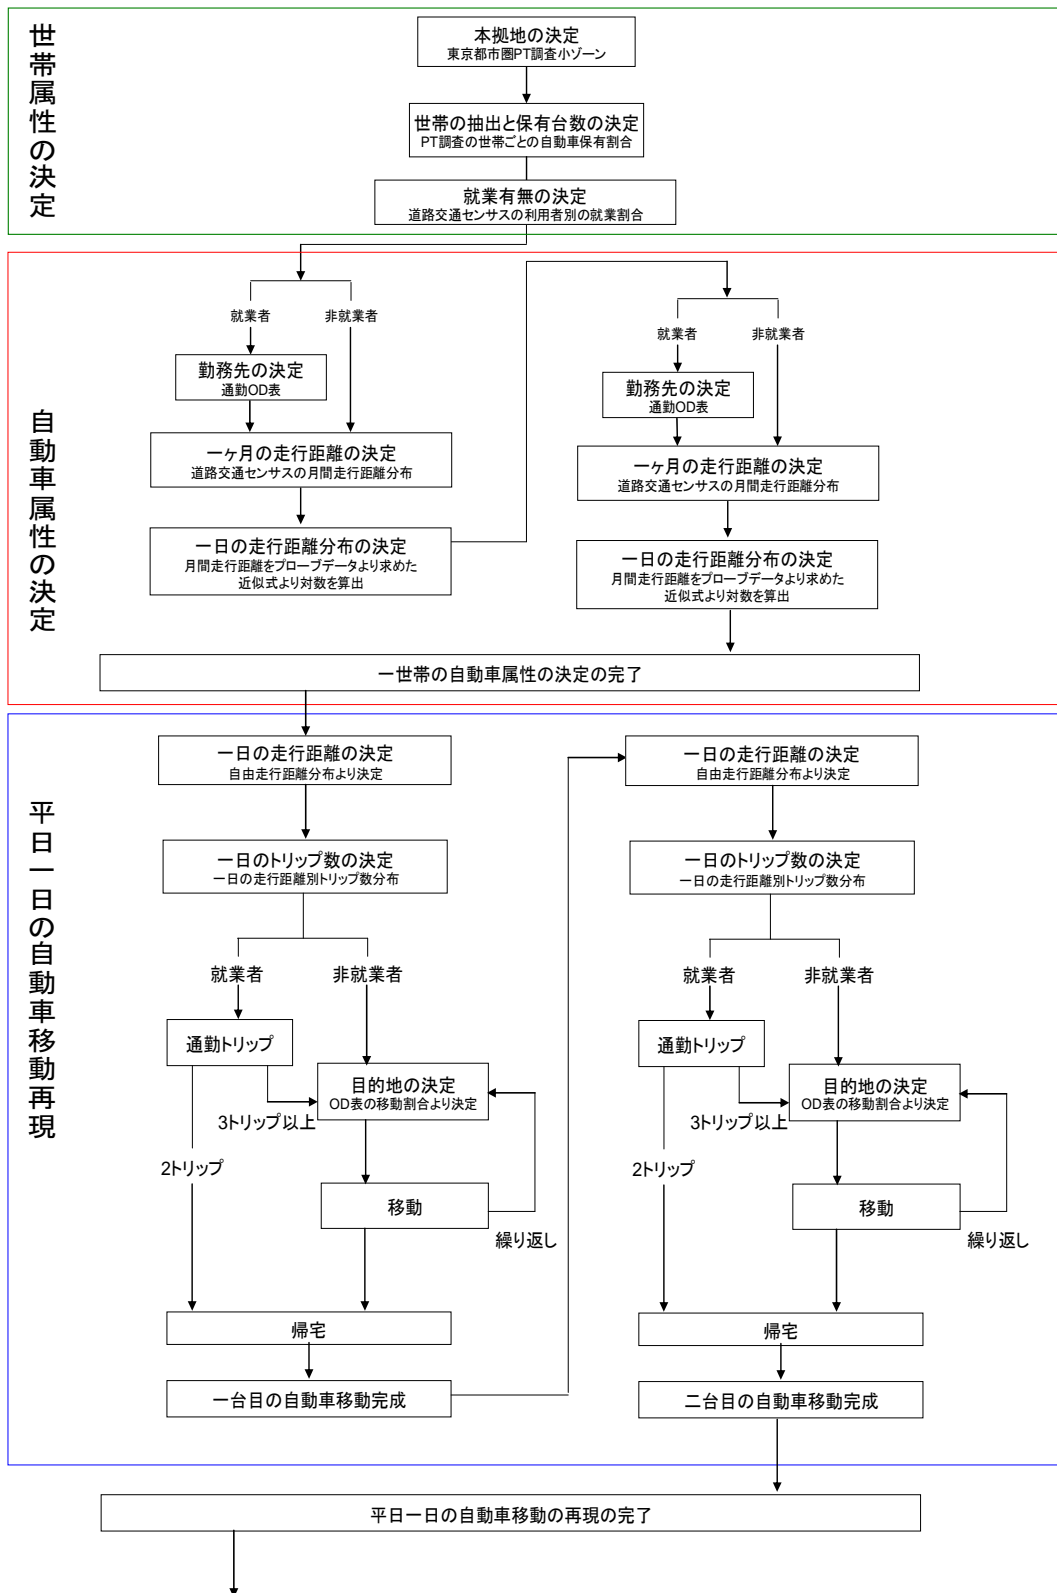 世帯属性の決定
本拠地の決定
東京都市圏PT調査小ゾーン
世帯の抽出と保有台数の決定
PT調査の世帯ごとの自動車保有割合
就業有無の決定
道路交通センサスの利用者別の就業割合
自動車属性の決定
就業者
非就業者
勤務先の決定
通勤OD表
一ヶ月の走行距離の決定
道路交通センサスの月間走行距離分布
一日の走行距離分布の決定
月間走行距離をプローブデータより求めた
近似式より対数を算出
就業者
非就業者
勤務先の決定
通勤OD表
一ヶ月の走行距離の決定
道路交通センサスの月間走行距離分布
一日の走行距離分布の決定
月間走行距離をプローブデータより求めた
近似式より対数を算出
一世帯の自動車属性の決定の完了
平日一日の自動車移動再現
一日の走行距離の決定
自由走行距離分布より決定
一日のトリップ数の決定
一日の走行距離別トリップ数分布
就業者
非就業者
通勤トリップ
目的地の決定
OD表の移動割合より決定
3トリップ以上
2トリップ
移動
繰り返し
帰宅
一台目の自動車移動完成
一日の走行距離の決定
自由走行距離分布より決定
一日のトリップ数の決定
一日の走行距離別トリップ数分布
就業者
非就業者
通勤トリップ
目的地の決定
OD表の移動割合より決定
3トリップ以上
2トリップ
移動
繰り返し
帰宅
二台目の自動車移動完成
平日一日の自動車移動の再現の完了